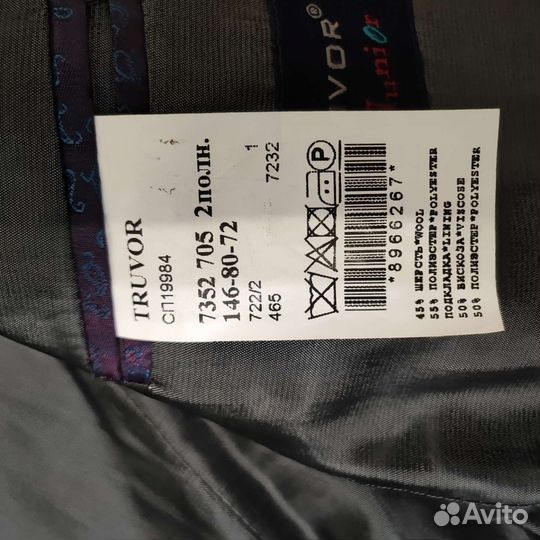 TRUVOR®
Junior
TRUVOR
СП19984
7352 705 2полн.
146-80-72
722/2 1
465 7232
P
*8966267*
45% ШЕРСТЬ*WOOL
55% ПОЛИЭСТЕР*POLYESTER
ПОДКЛАДКА*LINING
50% ВИСКОЗА*VISCOSE
50% ПОЛИЭСТЕР*POLYESTER
Avito